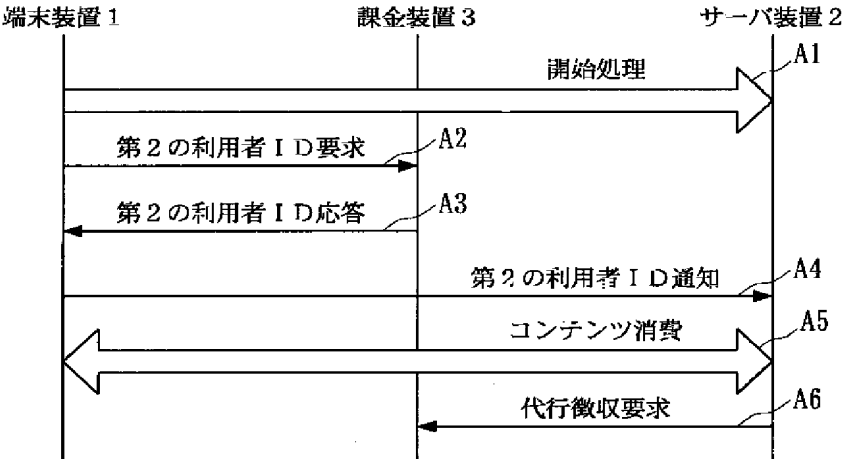 端末装置1 課金装置3 サーバ装置2
開始処理 A1
第2の利用者ID要求 A2
第2の利用者ID応答 A3
第2の利用者ID通知 A4
コンテンツ消費 A5
代行徴収要求 A6